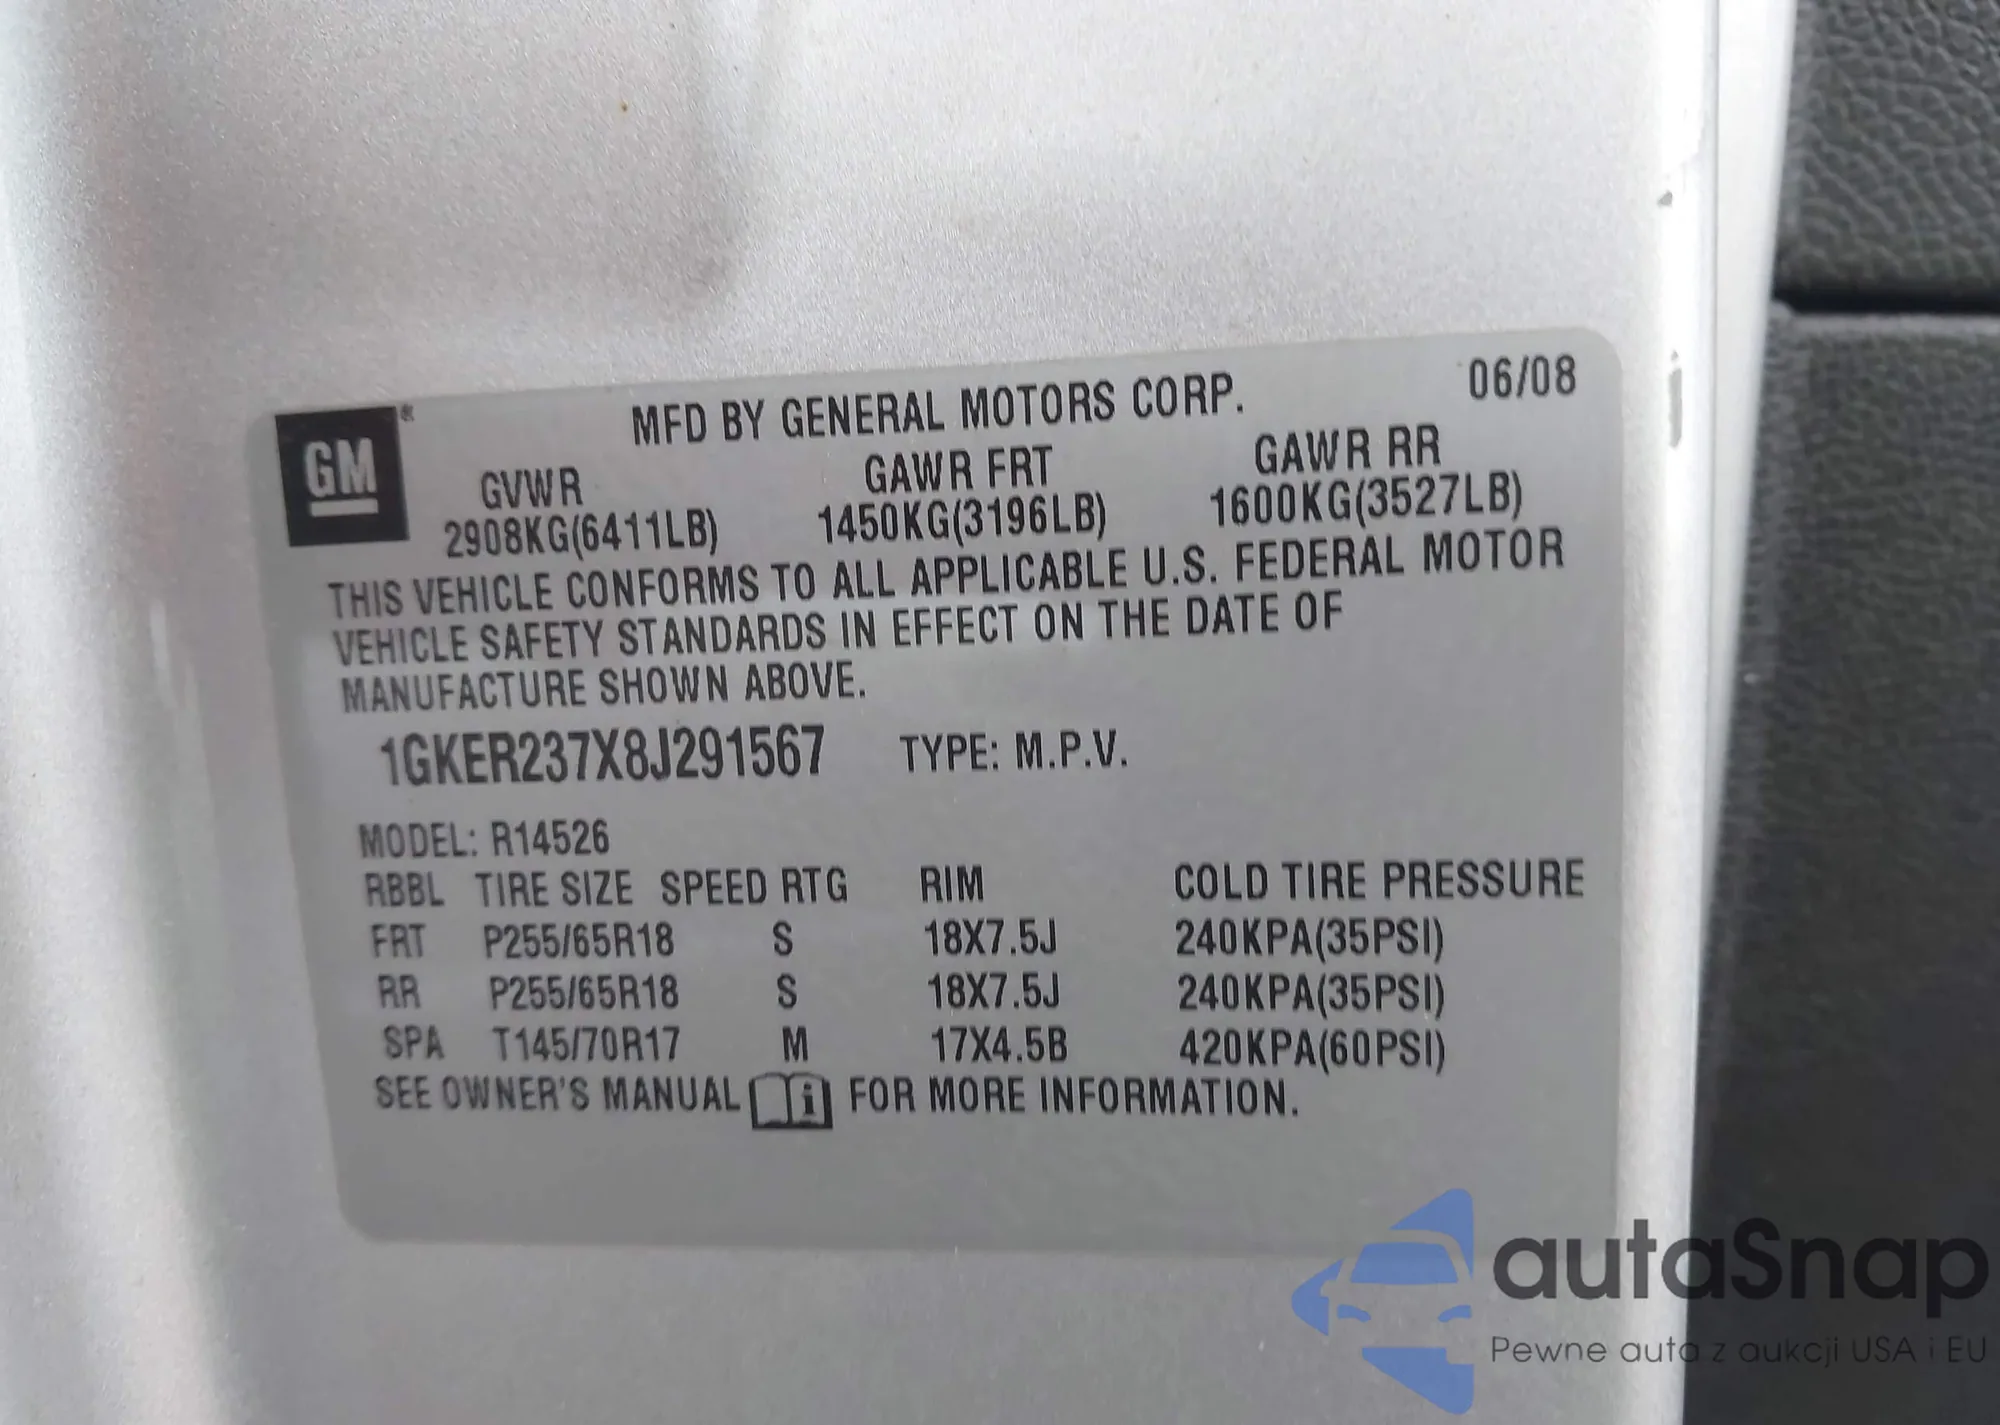 GM®
MFD BY GENERAL MOTORS CORP. 06/08
GVWR GAWR FRT GAWR RR
2908KG(6411LB) 1450KG(3196LB) 1600KG(3527LB)
THIS VEHICLE CONFORMS TO ALL APPLICABLE U.S. FEDERAL MOTOR
VEHICLE SAFETY STANDARDS IN EFFECT ON THE DATE OF
MANUFACTURE SHOWN ABOVE.
1GKER237X8J291567 TYPE: M.P.V.
MODEL: R14526
RBBL TIRE SIZE SPEED RTG RIM COLD TIRE PRESSURE
FRT P255/65R18 S 18X7.5J 240KPA(35PSI)
RR P255/65R18 S 18X7.5J 240KPA(35PSI)
SPA T145/70R17 M 17X4.5B 420KPA(60PSI)
SEE OWNER'S MANUAL i FOR MORE INFORMATION.
autaSnap
Pewne auta z aukcji USA i EU